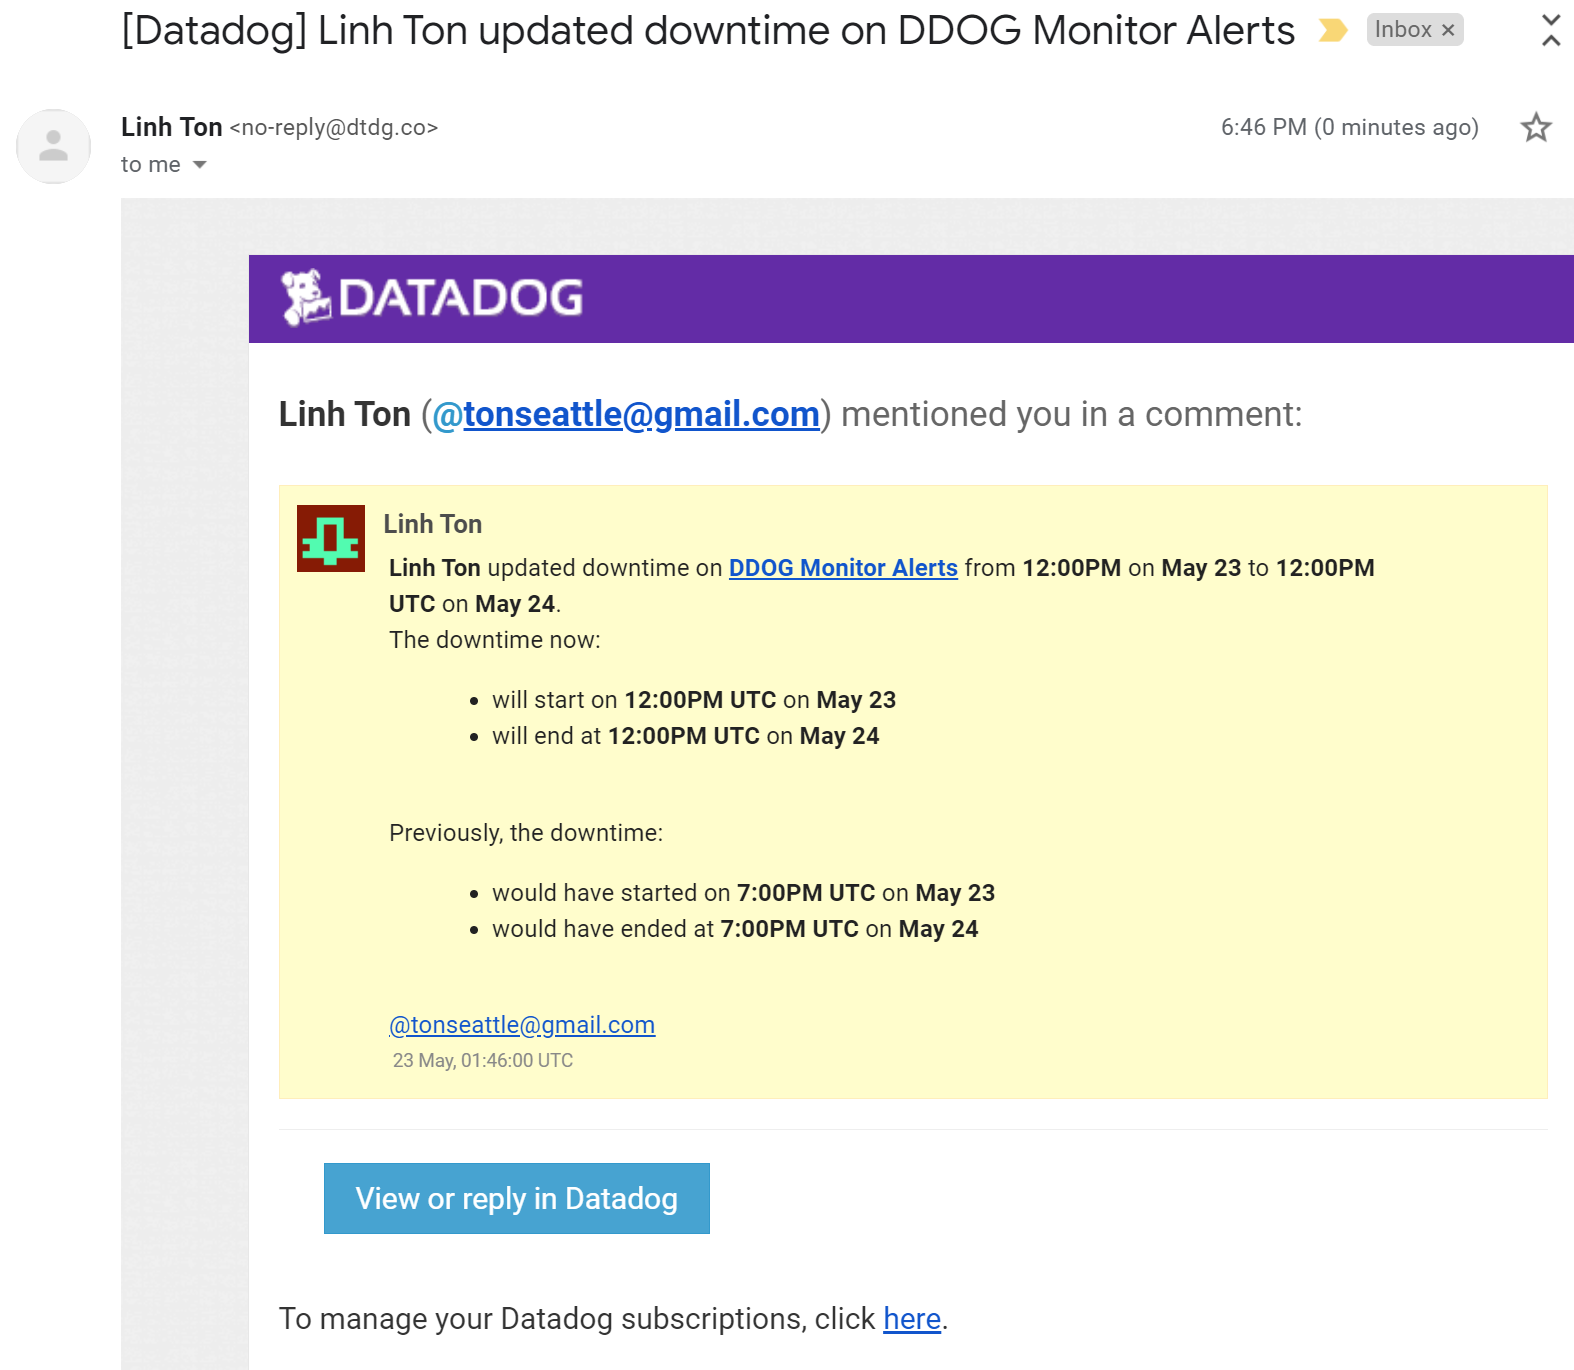 [Datadog] Linh Ton updated downtime on DDOG Monitor Alerts Inbox ×
Linh Ton <no-reply@dtdg.co> 6:46 PM (0 minutes ago)
to me
DATADOG
Linh Ton (@tonseattle@gmail.com) mentioned you in a comment:
Linh Ton
Linh Ton updated downtime on DDOG Monitor Alerts from 12:00PM on May 23 to 12:00PM
UTC on May 24.
The downtime now:
• will start on 12:00PM UTC on May 23
• will end at 12:00PM UTC on May 24
Previously, the downtime:
• would have started on 7:00PM UTC on May 23
• would have ended at 7:00PM UTC on May 24
@tonseattle@gmail.com
23 May, 01:46:00 UTC
View or reply in Datadog
To manage your Datadog subscriptions, click here.